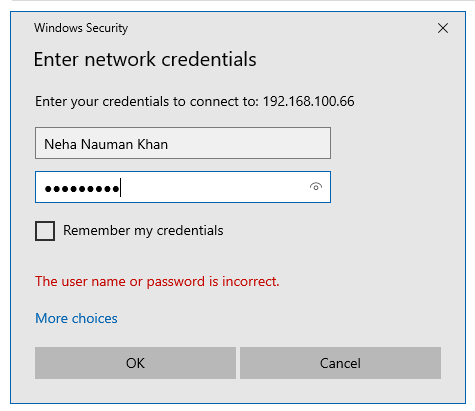 Windows Security
Enter network credentials
Enter your credentials to connect to: 192.168.100.66
Neha Nauman Khan
●●●●●●●●●
Remember my credentials
The user name or password is incorrect.
More choices
OK
Cancel